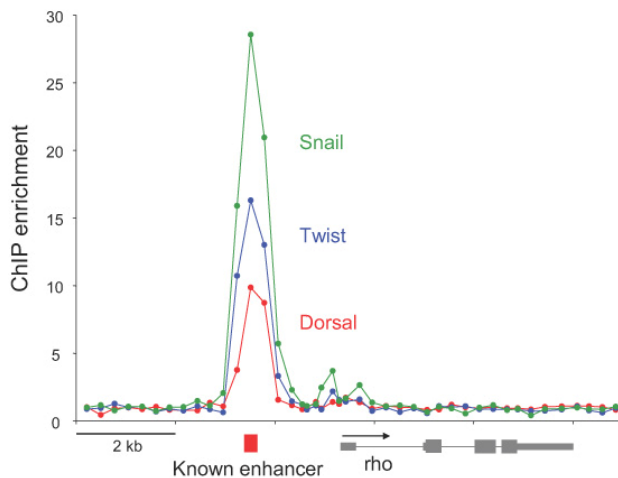 30
25
20
15
10
5
0
ChIP enrichment
Snail
Twist
Dorsal
2 kb
Known enhancer
rho